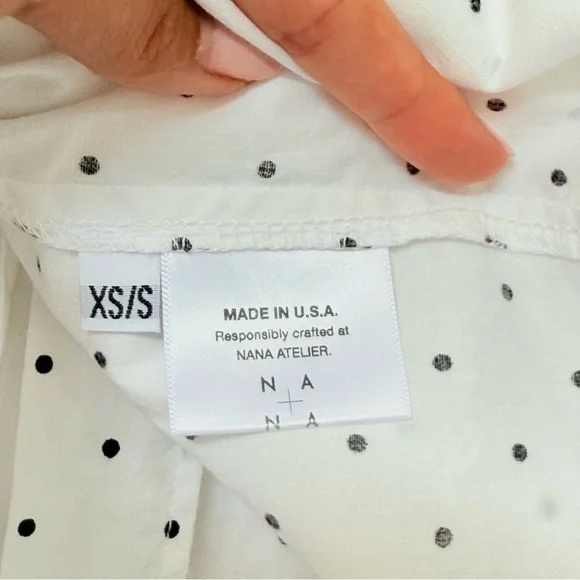 XS/S
MADE IN U.S.A.
Responsibly crafted at
NANA ATELIER.
N A
+
N A